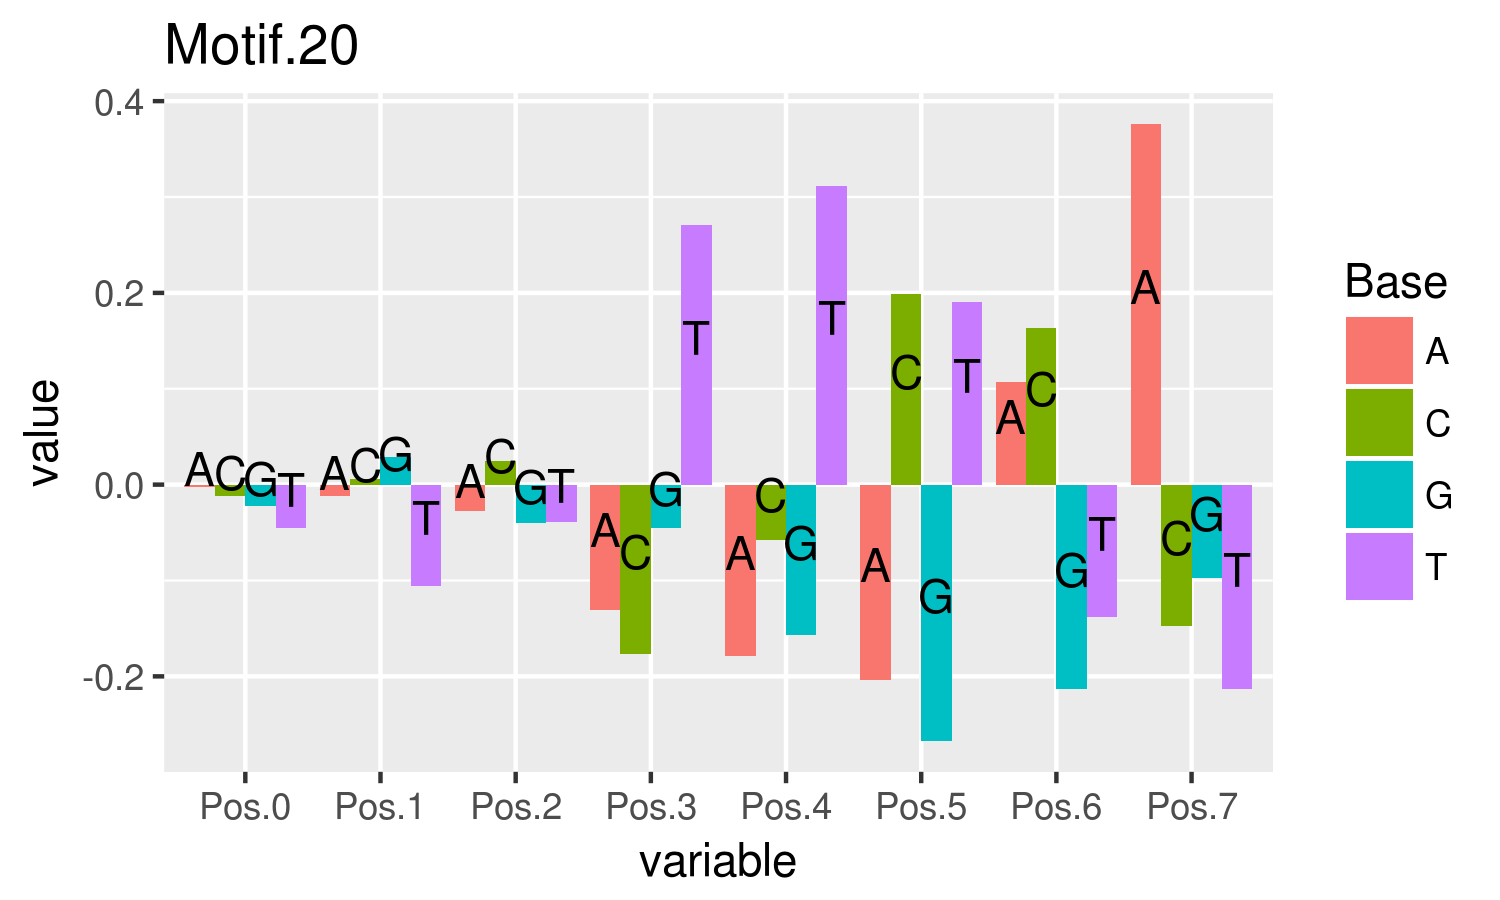 Motif.20
0.4
0.2
0.0
-0.2
value
A C G T A C G T A C G T A C G T A C G T A C G T A C G T A C G T
Pos.0 Pos.1 Pos.2 Pos.3 Pos.4 Pos.5 Pos.6 Pos.7
variable
Base
A
C
G
T